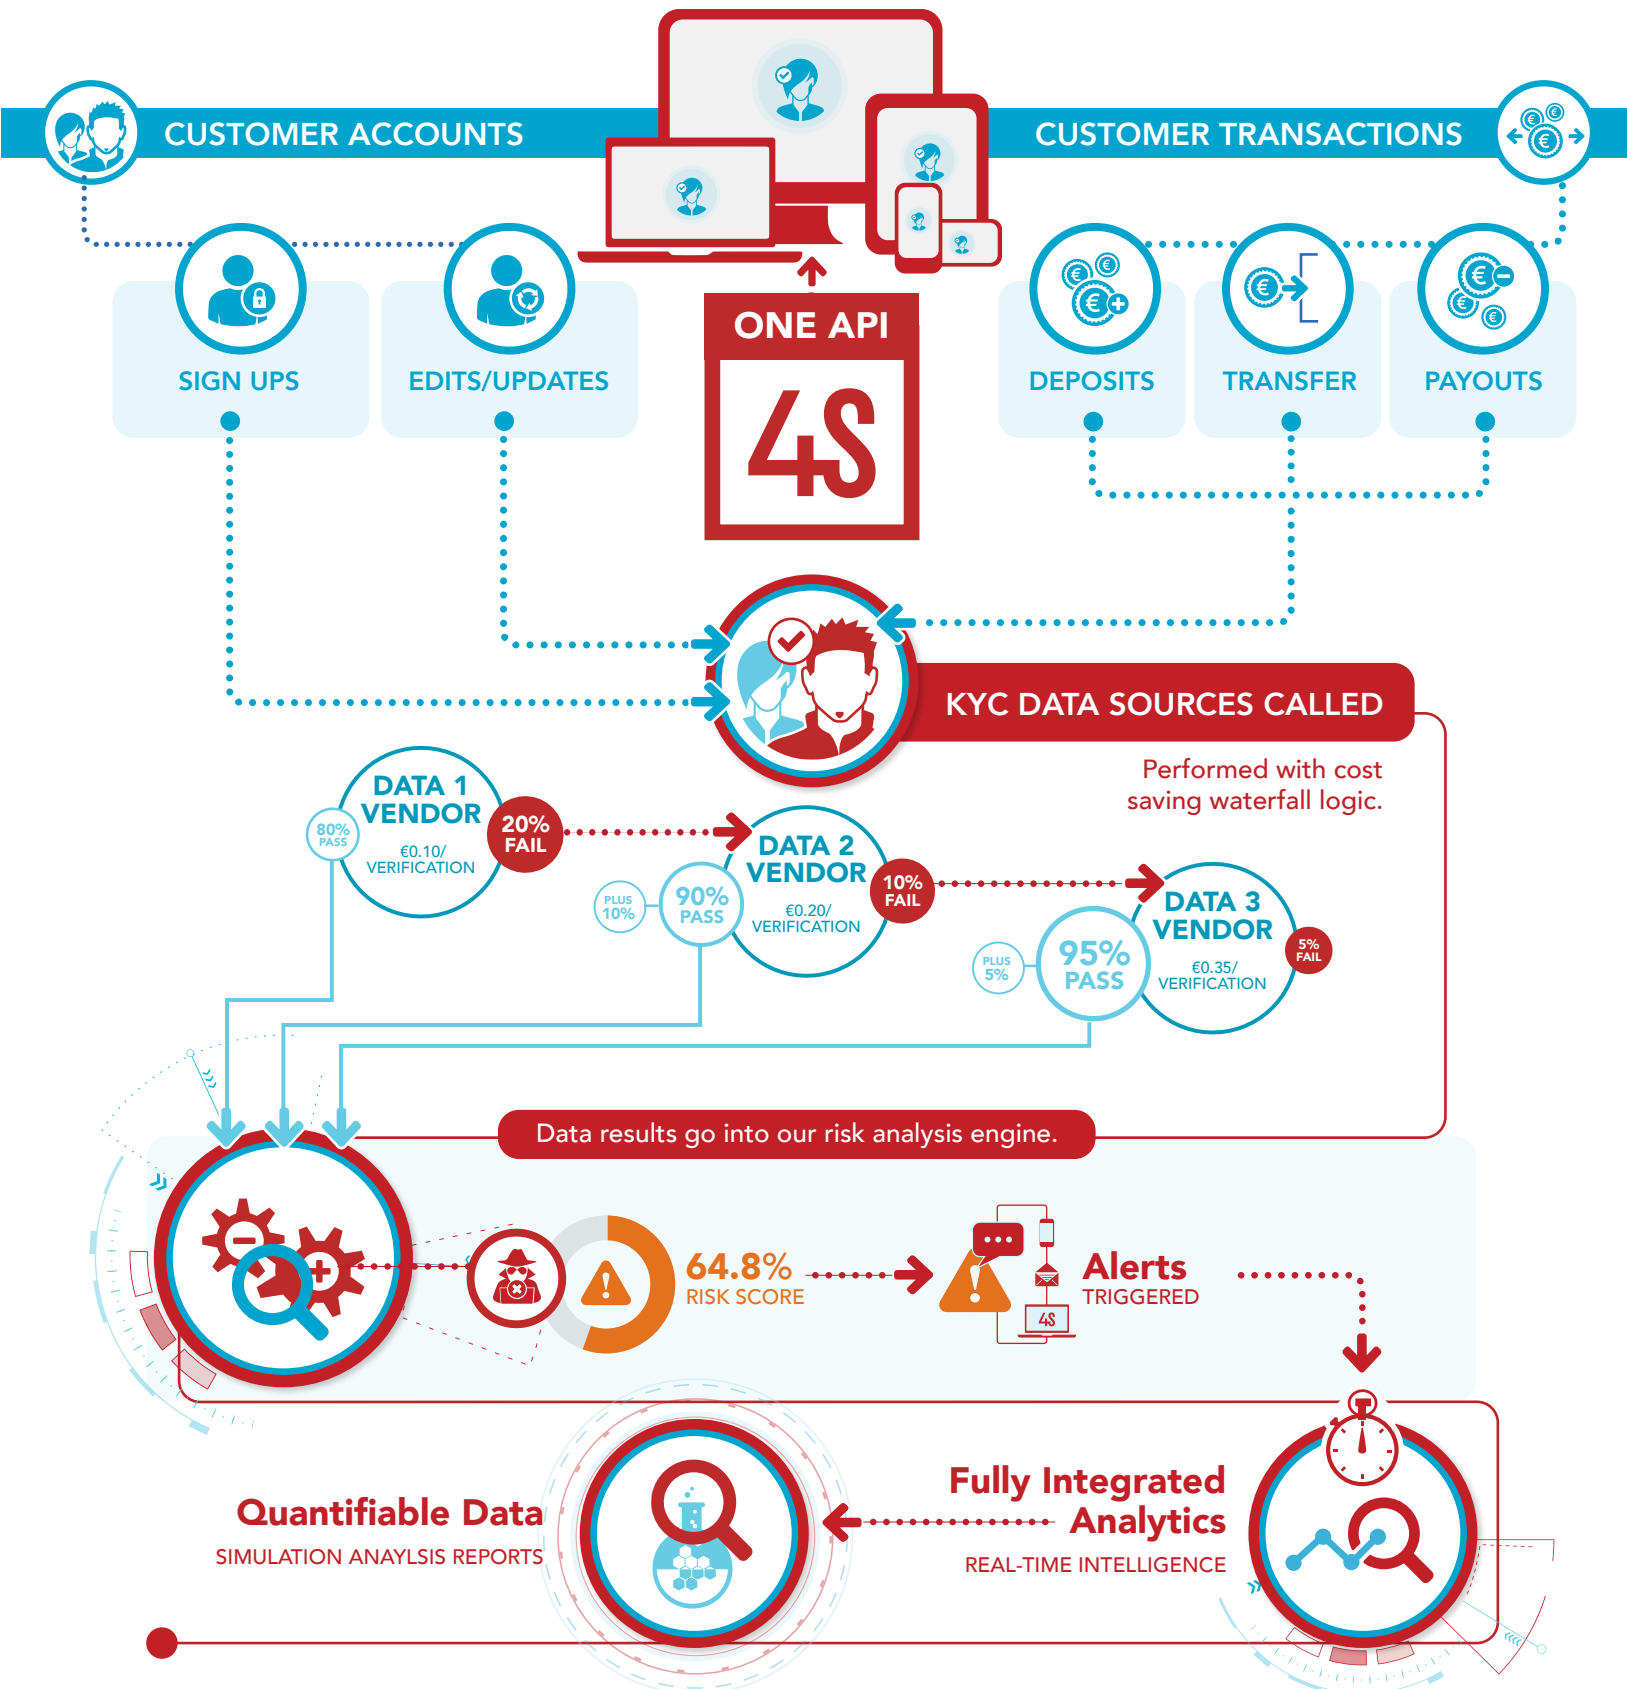 CUSTOMER ACCOUNTS
CUSTOMER TRANSACTIONS
SIGN UPS
EDITS/UPDATES
ONE API
4S
DEPOSITS
TRANSFER
PAYOUTS
KYC DATA SOURCES CALLED
Performed with cost
saving waterfall logic.
DATA 1
VENDOR
€0.10/
VERIFICATION
80%
PASS
20%
FAIL
DATA 2
VENDOR
€0.20/
VERIFICATION
PLUS
10%
90%
PASS
10%
FAIL
DATA 3
VENDOR
€0.35/
VERIFICATION
PLUS
5%
95%
PASS
5%
FAIL
Data results go into our risk analysis engine.
64.8%
RISK SCORE
4S
Alerts
TRIGGERED
Quantifiable Data
SIMULATION ANAYLSIS REPORTS
Fully Integrated
Analytics
REAL-TIME INTELLIGENCE